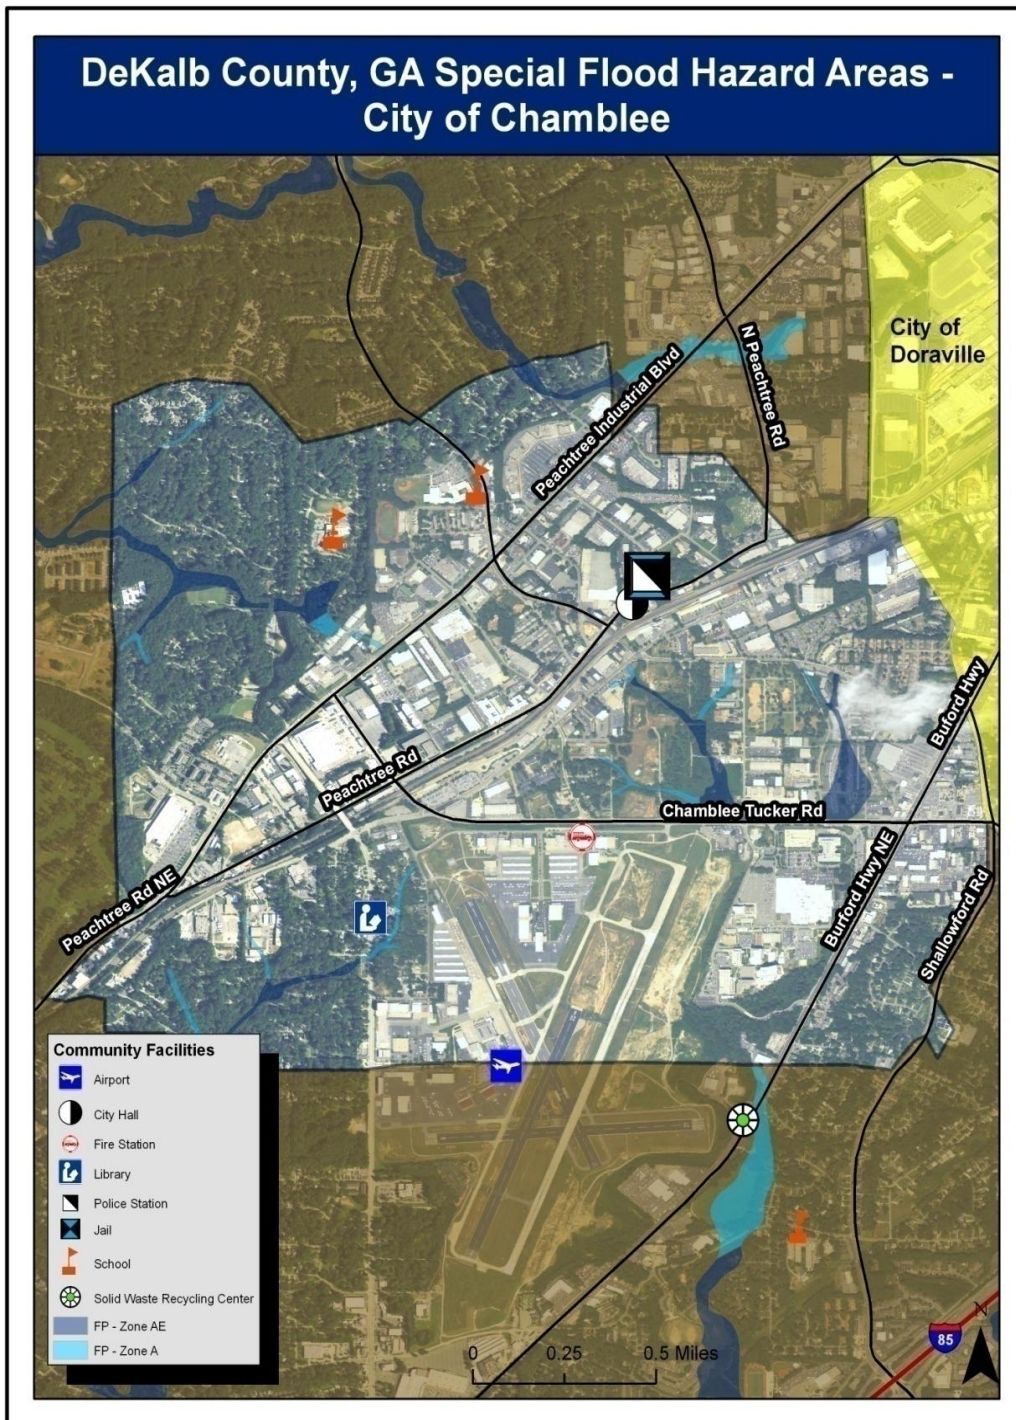 DeKalb County, GA Special Flood Hazard Areas -
City of Chamblee
City of
Doraville
N Peachtree Rd
Peachtree Industrial Blvd
Buford Hwy
Peachtree Rd
Chamblee Tucker Rd
Burford Hwy NE
Peachtree Rd NE
Shallowford Rd
Community Facilities
Airport
City Hall
Fire Station
Library
Police Station
Jail
School
Solid Waste Recycling Center
FP - Zone AE
FP - Zone A
0 0.25 0.5 Miles
85
N